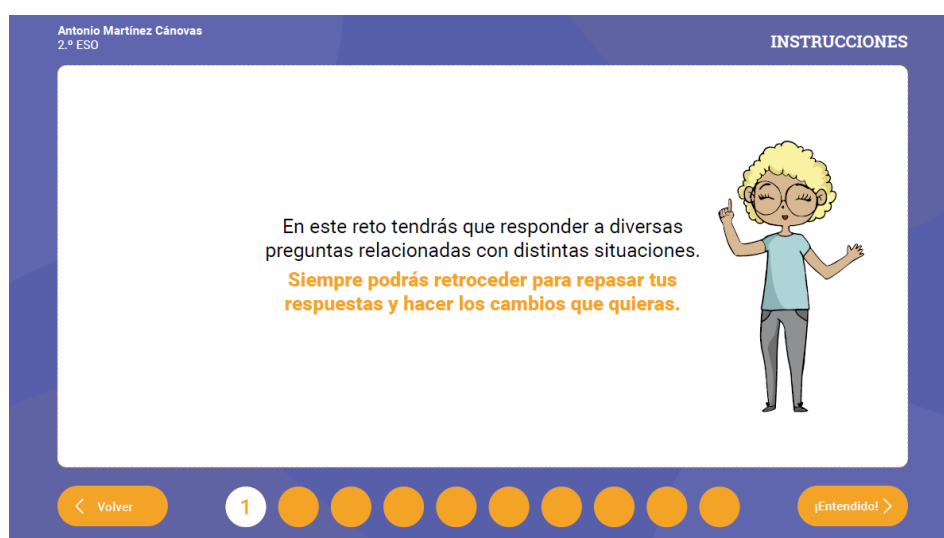 Antonio Martínez Cánovas
2.º ESO
INSTRUCCIONES
En este reto tendrás que responder a diversas
preguntas relacionadas con distintas situaciones.
Siempre podrás retroceder para repasar tus
respuestas y hacer los cambios que quieras.
Volver
1
¡Entendido!